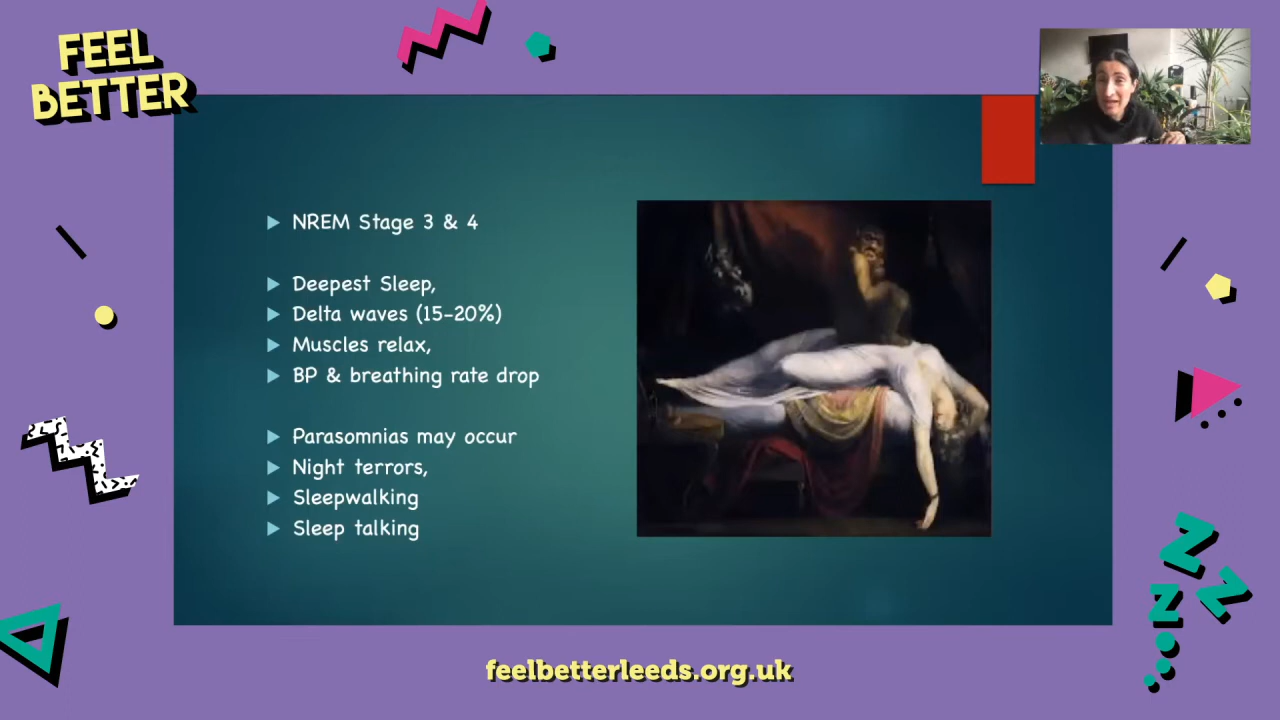 FEEL
BETTER
NREM Stage 3 & 4
Deepest Sleep,
Delta waves (15-20%)
Muscles relax,
BP & breathing rate drop
Parasomnias may occur
Night terrors,
Sleepwalking
Sleep talking
Z
Z
Z
feelbetterleeds.org.uk